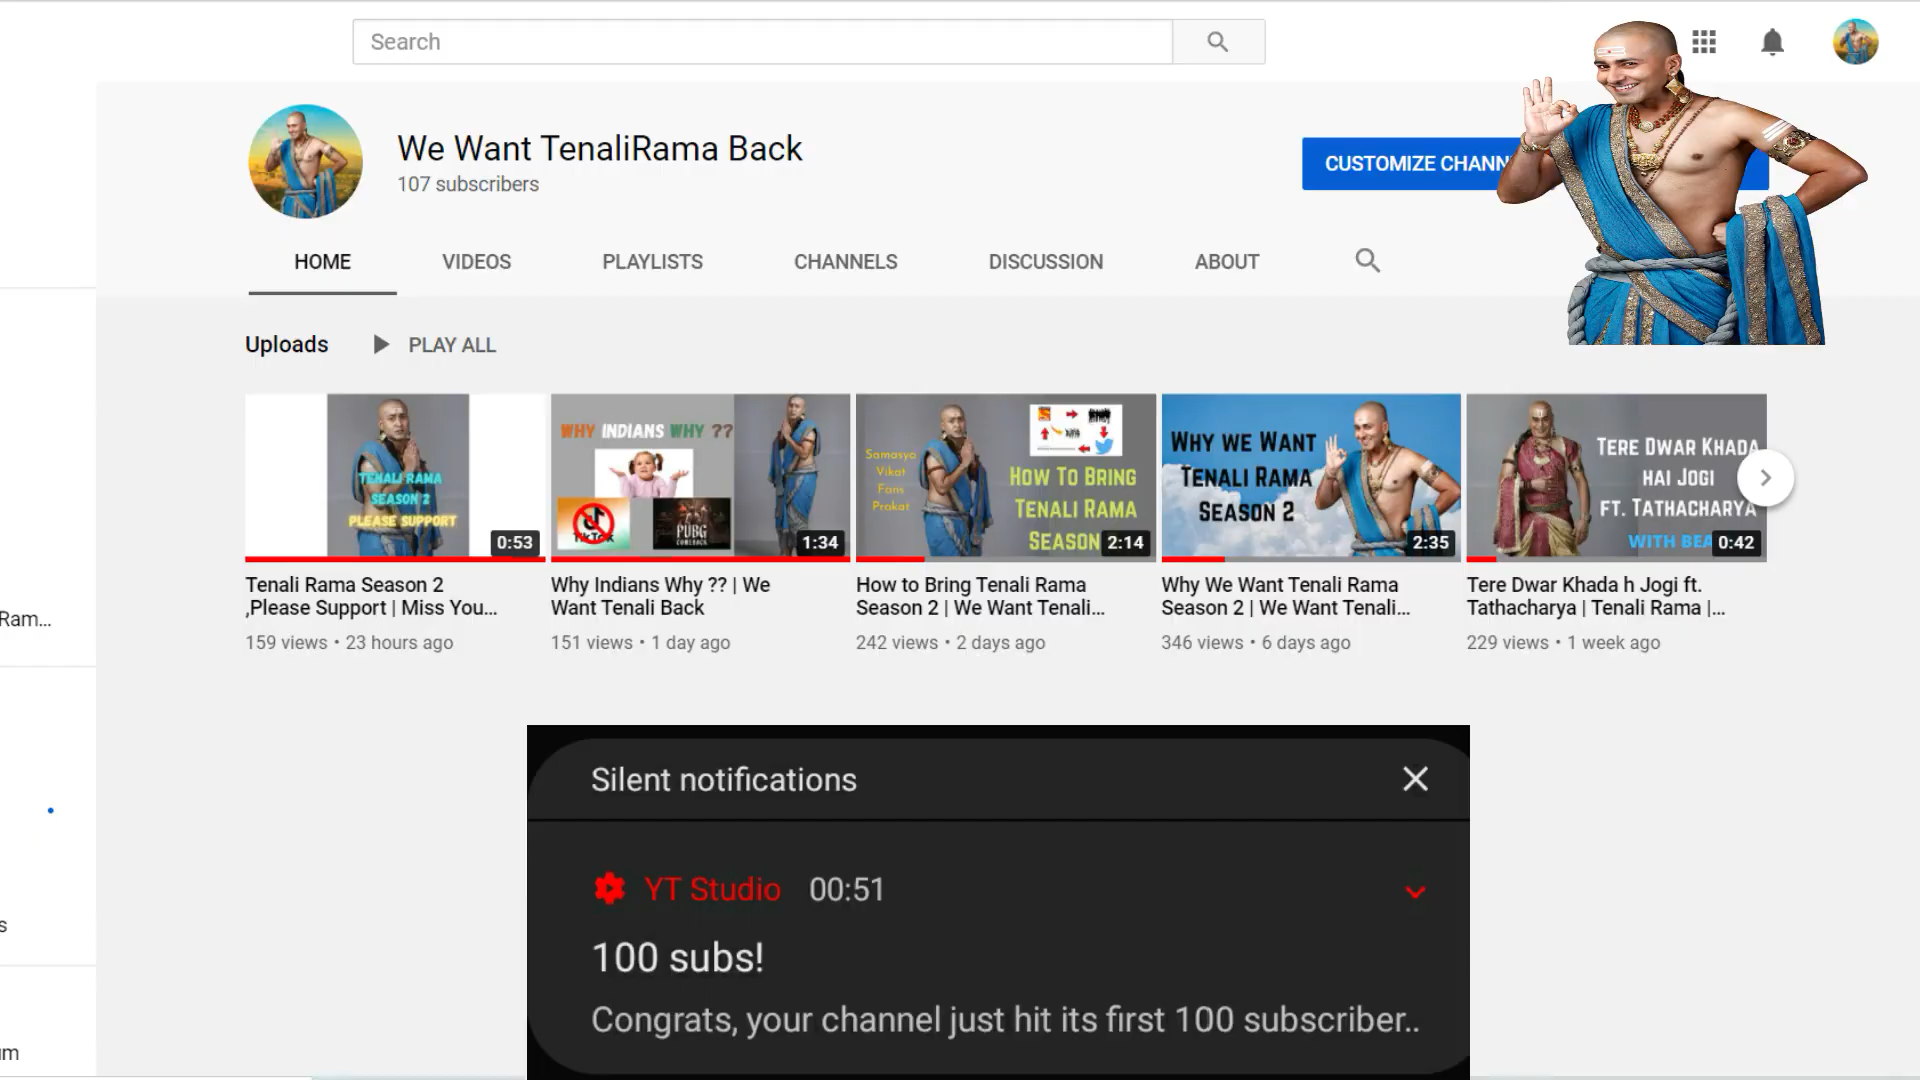 Search
We Want TenaliRama Back
107 subscribers
CUSTOMIZE CHANN
HOME
VIDEOS
PLAYLISTS
CHANNELS
DISCUSSION
ABOUT
Uploads
PLAY ALL
TENALI RAMA
SEASON 2
PLEASE SUPPORT
0:53
WHY INDIANS WHY ??
TikTok
PUBG
1:34
Samasya
Vikat
Fans
Prakat
How To Bring
Tenali Rama
Season
2:14
Why we Want
Tenali Rama
Season 2
2:35
Tere Dwar Khada
hai Jogi
ft. Tathacharya
with Bea
0:42
Tenali Rama Season 2
,Please Support | Miss You...
159 views • 23 hours ago
Why Indians Why ?? | We
Want Tenali Back
151 views • 1 day ago
How to Bring Tenali Rama
Season 2 | We Want Tenali...
242 views • 2 days ago
Why We Want Tenali Rama
Season 2 | We Want Tenali...
346 views • 6 days ago
Tere Dwar Khada h Jogi ft.
Tathacharya | Tenali Rama |...
229 views • 1 week ago
Ram...
s
Silent notifications
YT Studio 00:51
100 subs!
Congrats, your channel just hit its first 100 subscriber..